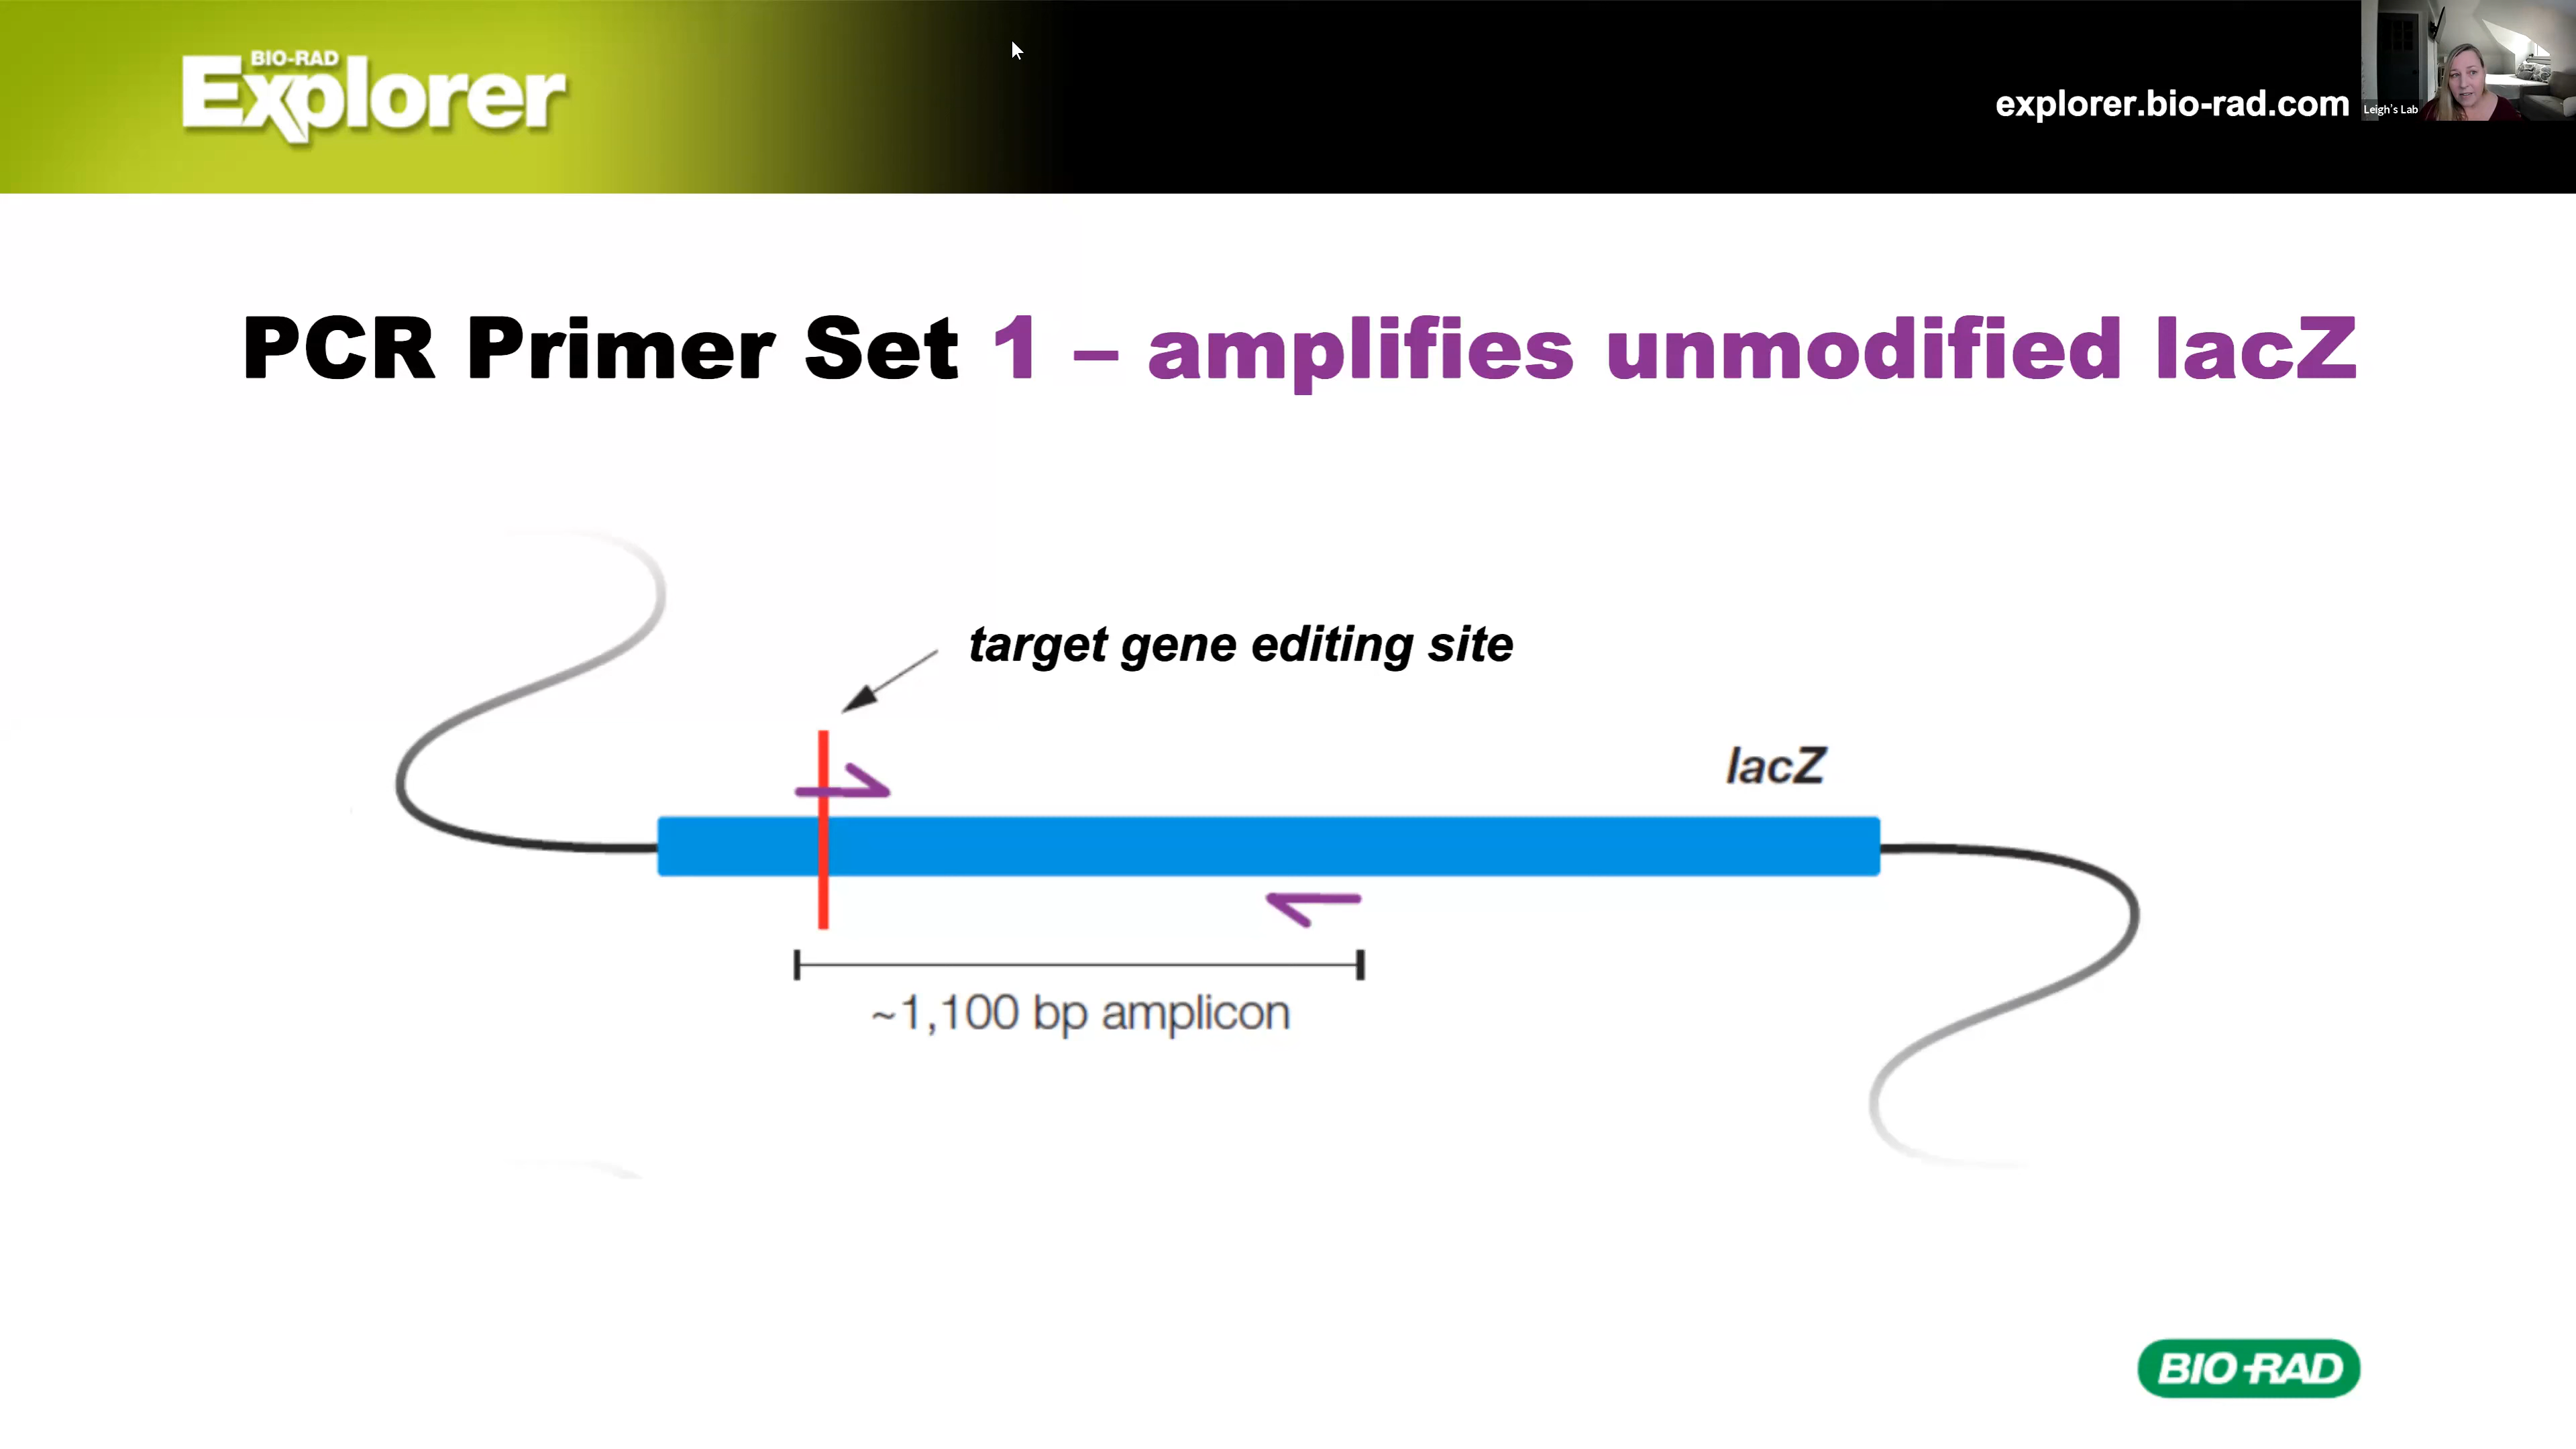 BIO-RAD
Explorer
explorer.bio-rad.com
Leigh's Lab
PCR Primer Set 1 – amplifies unmodified lacZ
target gene editing site
lacZ
~1,100 bp amplicon
BIO-RAD